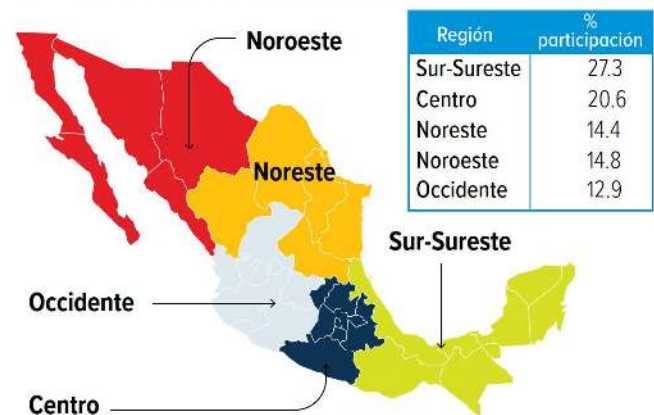 Noroeste
Noreste
Sur-Sureste
Occidente
Centro
Región % participación
Sur-Sureste 27.3
Centro 20.6
Noreste 14.4
Noroeste 14.8
Occidente 12.9